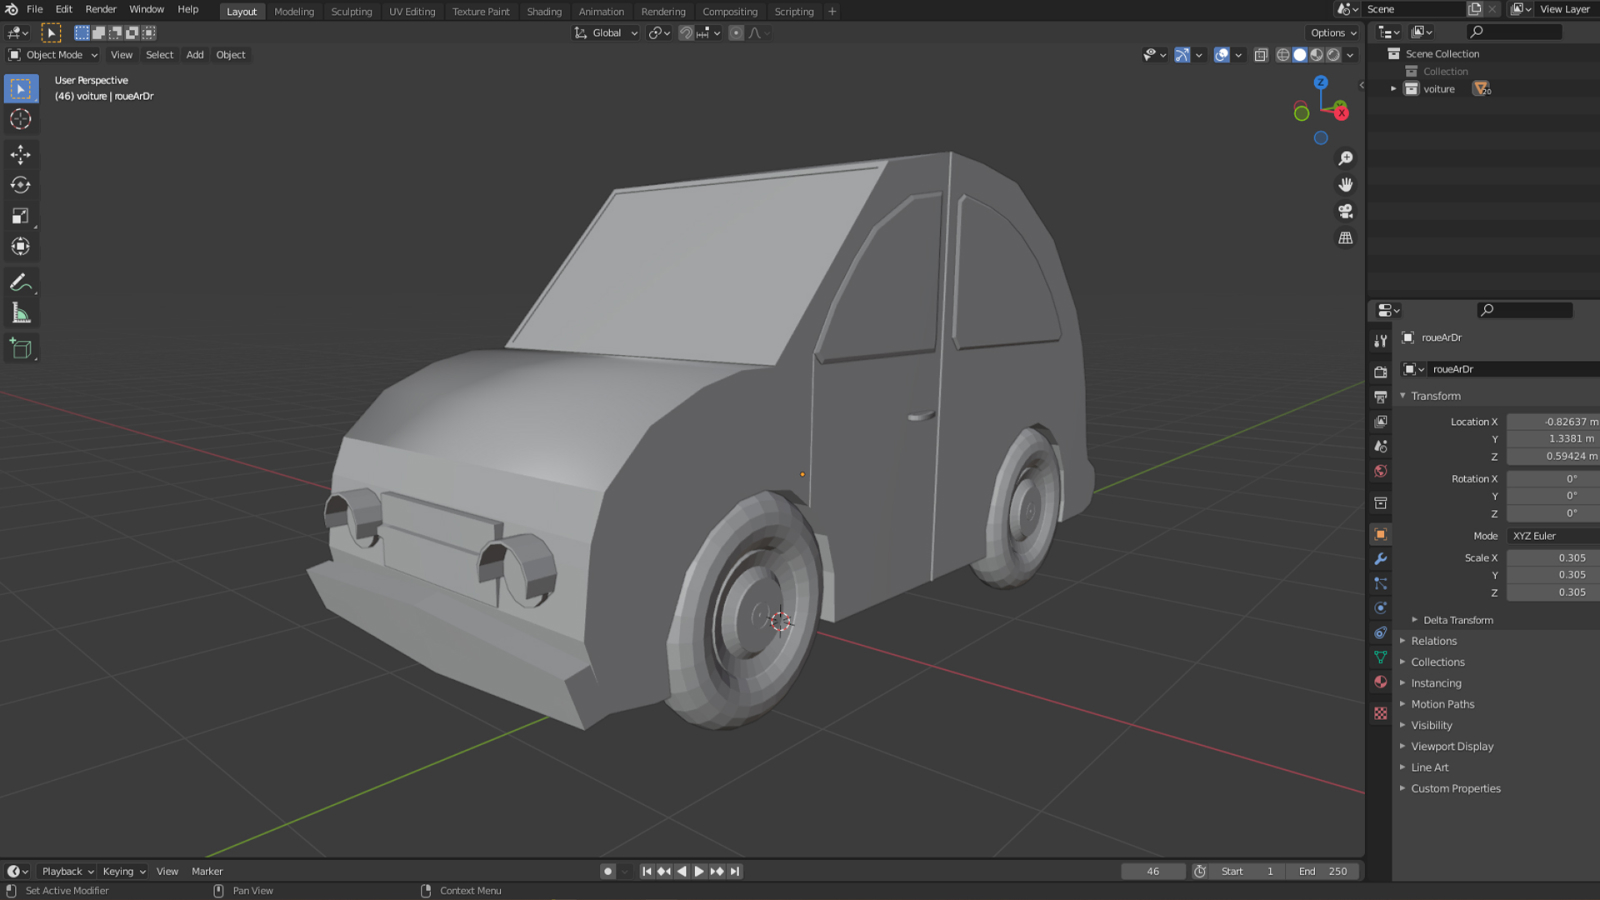 File Edit Render Window Help Layout Modeling Sculpting UV Editing Texture Paint Shading Animation Rendering Compositing Scripting + Scene View Layer
Global Options
Object Mode View Select Add Object
User Perspective
(46) voiture | roueArDr
Z
X
Scene Collection
Collection
voiture
roueArDr
roueArDr
Transform
Location X -0.82637 m
Y 1.3381 m
Z 0.59424 m
Rotation X 0°
Y 0°
Z 0°
Mode XYZ Euler
Scale X 0.305
Y 0.305
Z 0.305
Delta Transform
Relations
Collections
Instancing
Motion Paths
Visibility
Viewport Display
Line Art
Custom Properties
Playback Keying View Marker 46 Start 1 End 250
Set Active Modifier Pan View Context Menu